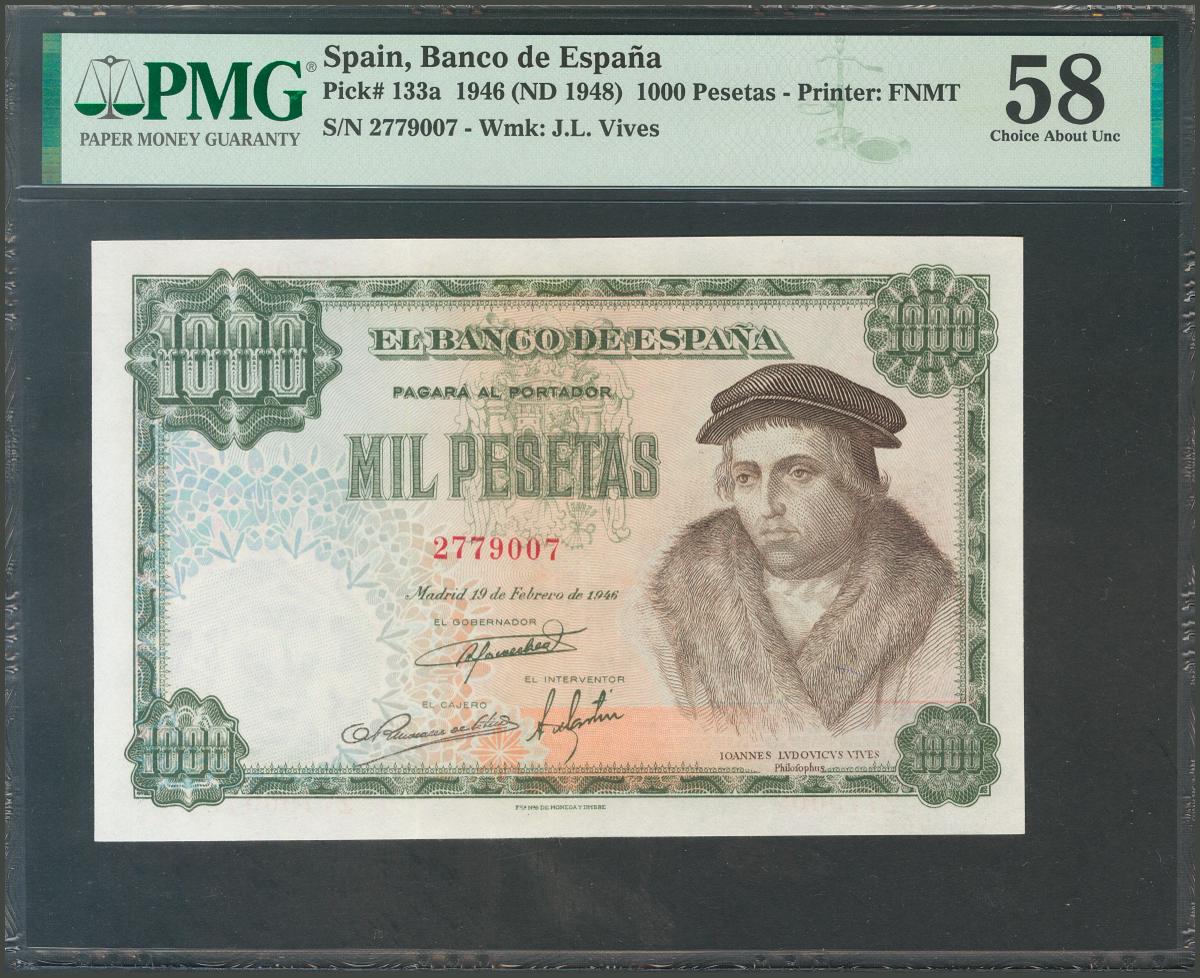 PMG®
PAPER MONEY GUARANTY
Spain, Banco de España
Pick# 133a 1946 (ND 1948) 1000 Pesetas - Printer: FNMT
S/N 2779007 - Wmk: J.L. Vives
58
Choice About Unc
1000
1000
EL BANCO DE ESPAÑA
PAGARÁ AL PORTADOR
MIL PESETAS
2779007
Madrid 19 de Febrero de 1946
EL GOBERNADOR
EL INTERVENTOR
EL CAJERO
IOANNES LVDOVICVS VIVES
Philosophus
1000
1000